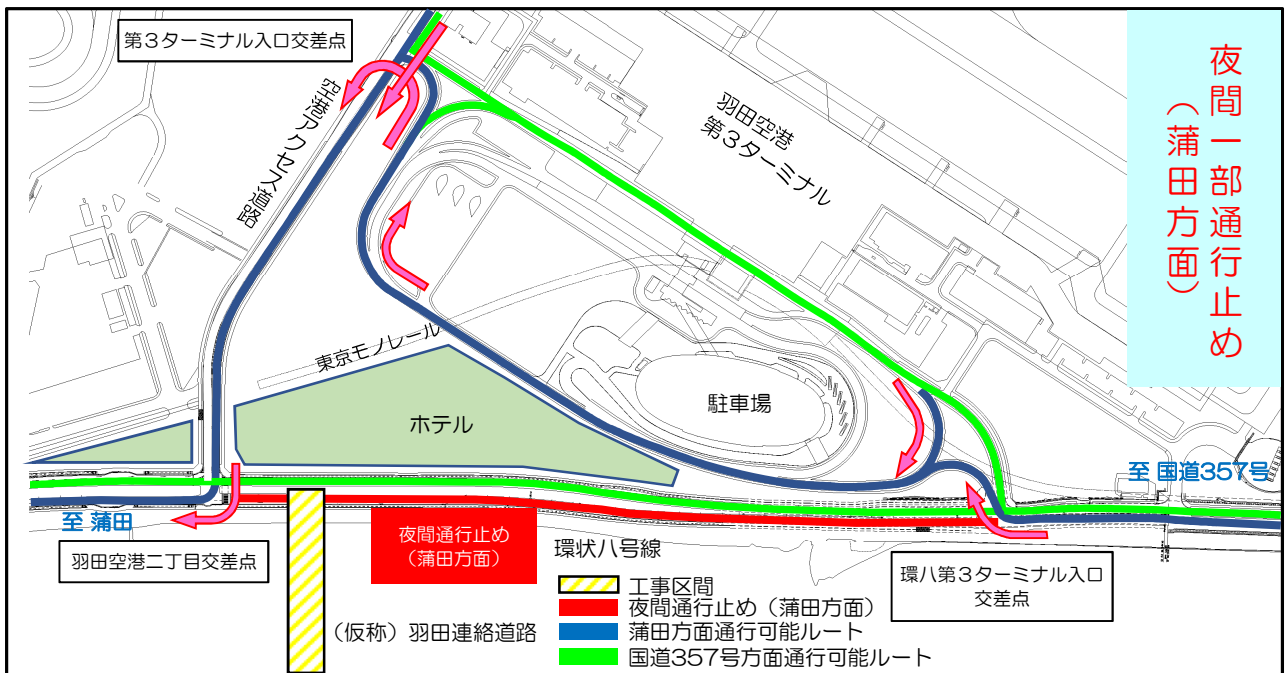 夜間一部通行止め
（蒲田方面）
第3ターミナル入口交差点
空港アクセス道路
羽田空港
第3ターミナル
東京モノレール
駐車場
ホテル
至 国道357号
至 蒲田
夜間通行止め
（蒲田方面）
環状八号線
羽田空港二丁目交差点
環八第3ターミナル入口
交差点
工事区間
夜間通行止め（蒲田方面）
蒲田方面通行可能ルート
国道357号方面通行可能ルート
（仮称）羽田連絡道路